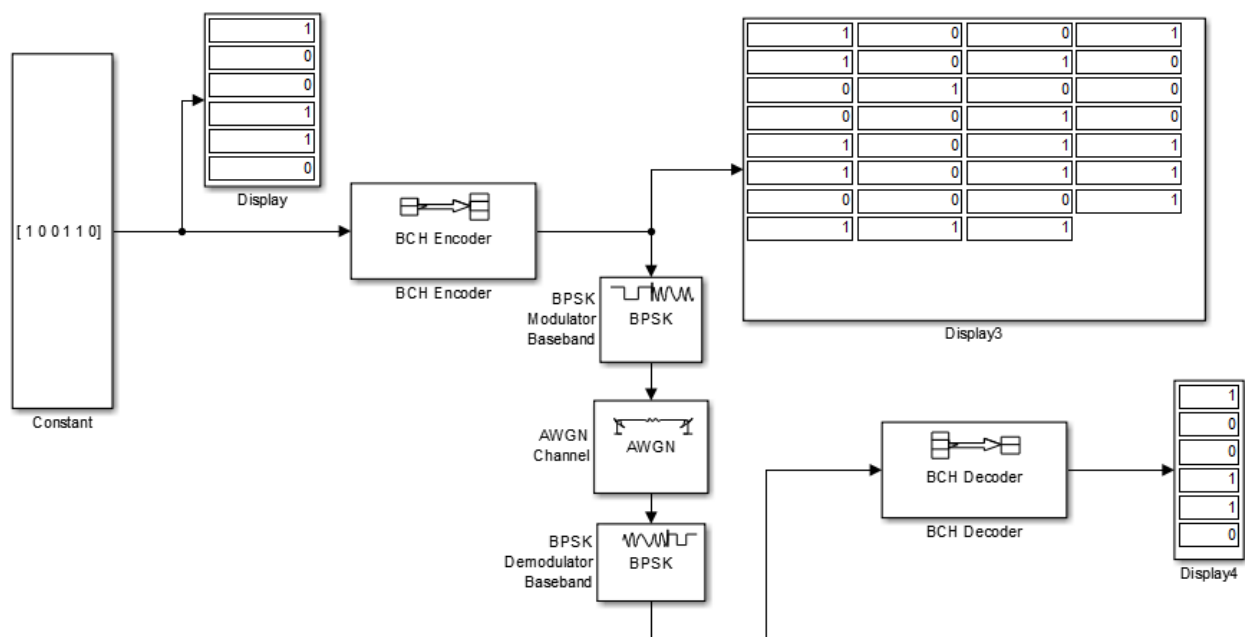 [1 0 0 1 1 0]
Constant
1
0
0
1
1
0
Display
BCH Encoder
BCH Encoder
1 0 0 1
1 0 1 0
0 1 0 0
0 0 1 0
1 0 1 1
1 0 1 1
0 0 0 1
1 1 1
Display3
BPSK
Modulator
Baseband
BPSK
AWGN
Channel
AWGN
BPSK
Demodulator
Baseband
BPSK
BCH Decoder
BCH Decoder
1
0
0
1
1
0
Display4